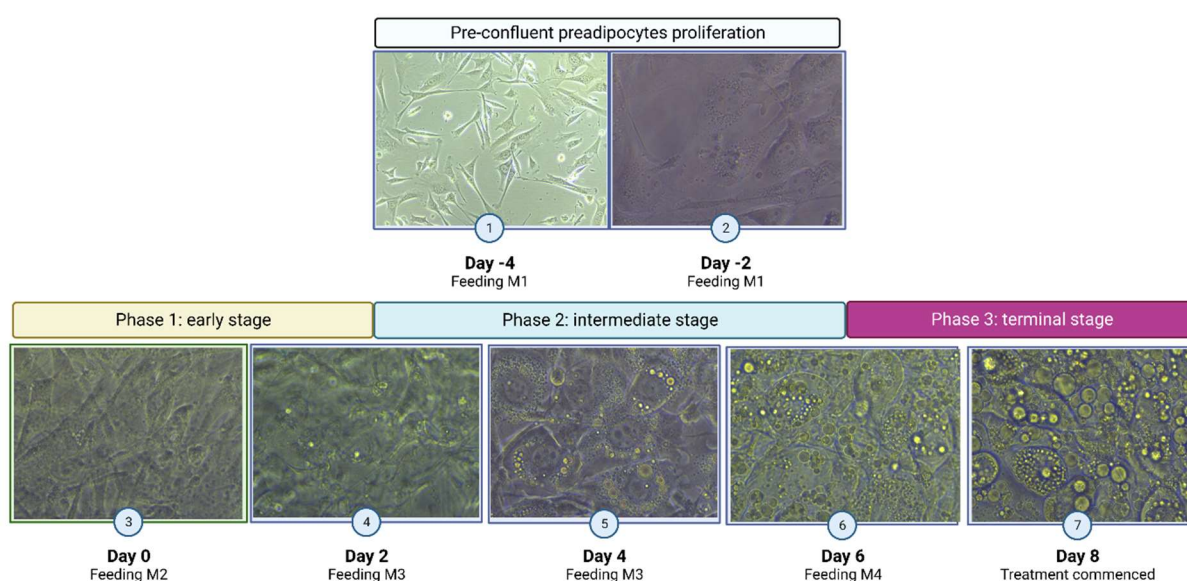 Pre-confluent preadipocytes proliferation
1
2
Day -4
Day -2
Feeding M1
Feeding M1
Phase 1: early stage
Phase 2: intermediate stage
Phase 3: terminal stage
3
4
5
6
7
Day 0
Day 2
Day 4
Day 6
Day 8
Feeding M2
Feeding M3
Feeding M3
Feeding M4
Treatment commenced